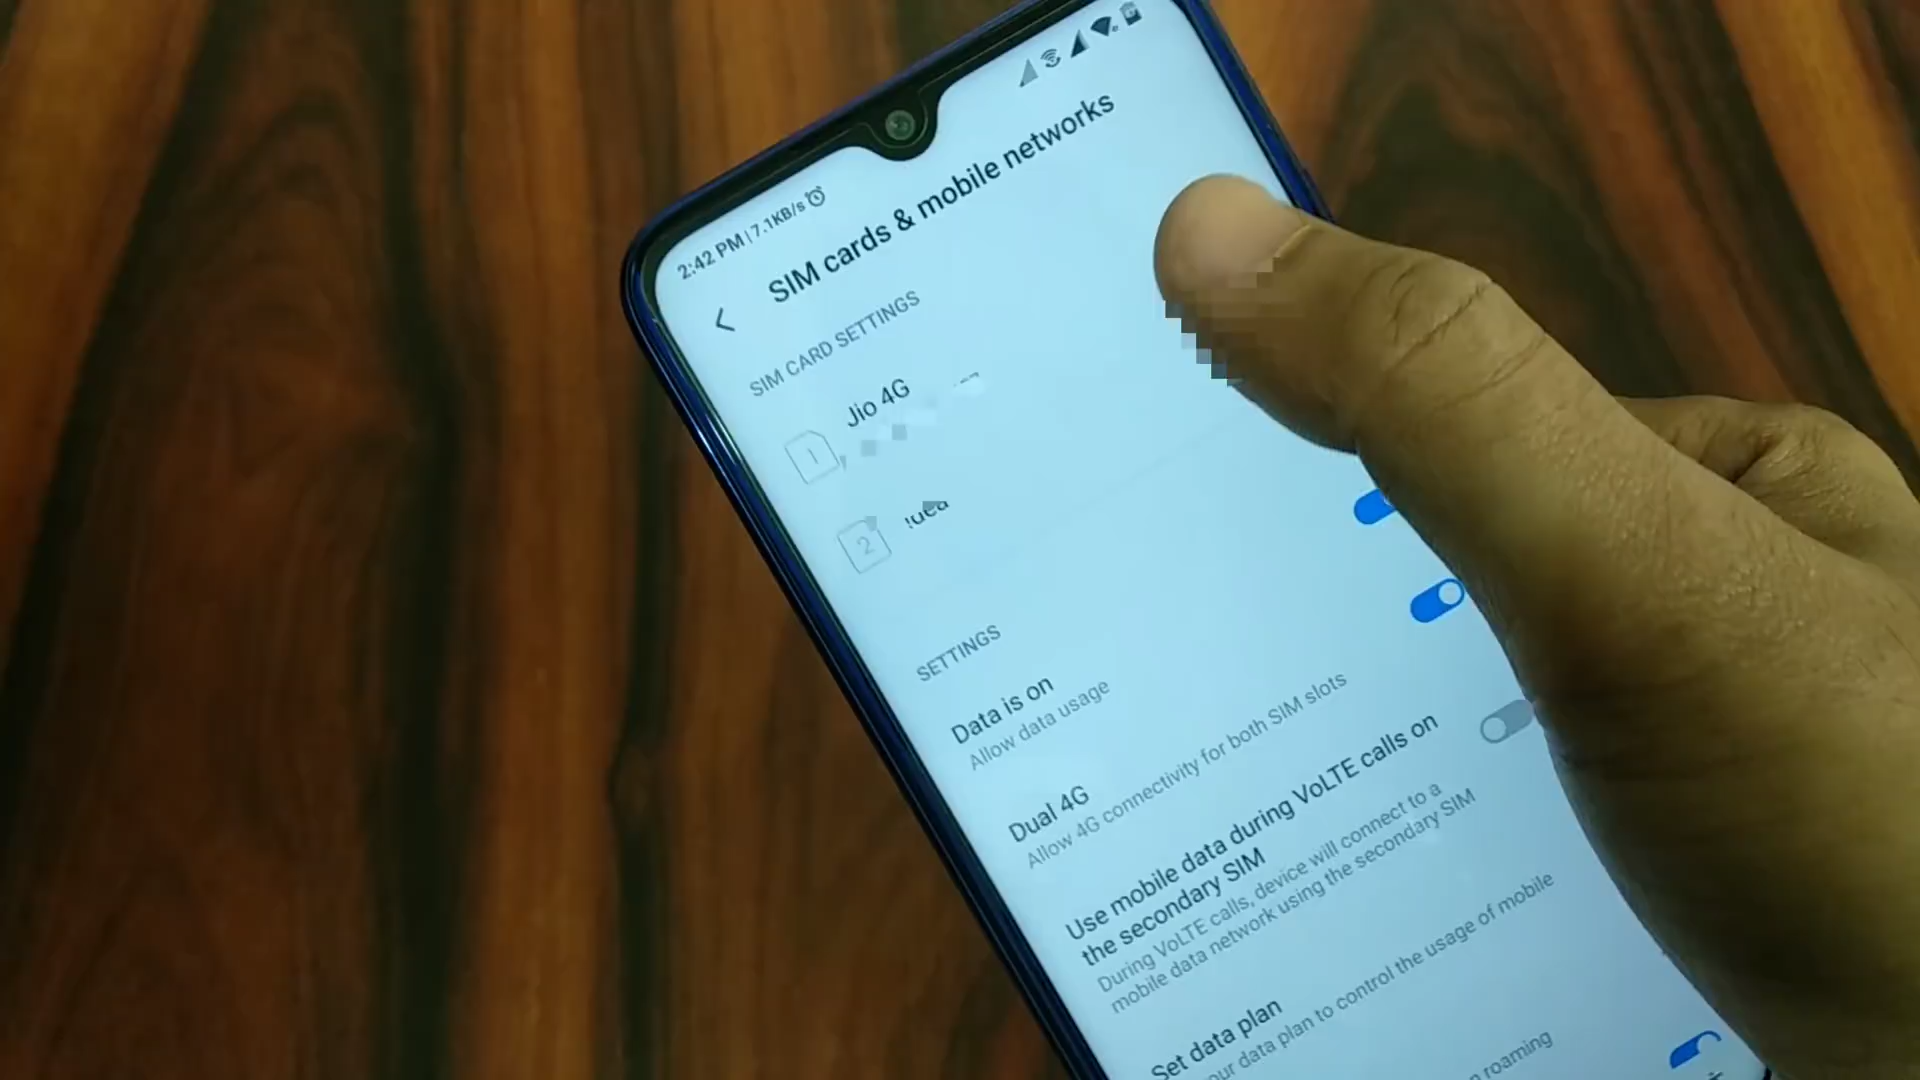 2:42 PM | 7.1KB/s
SIM cards & mobile networks
SIM CARD SETTINGS
1
Jio 4G
2
SETTINGS
Data is on
Allow data usage
Dual 4G
Allow 4G connectivity for both SIM slots
Use mobile data during VoLTE calls on
the secondary SIM
During VoLTE calls, device will connect to a
mobile data network using the secondary SIM
Set data plan
data plan to control the usage of mobile
roaming